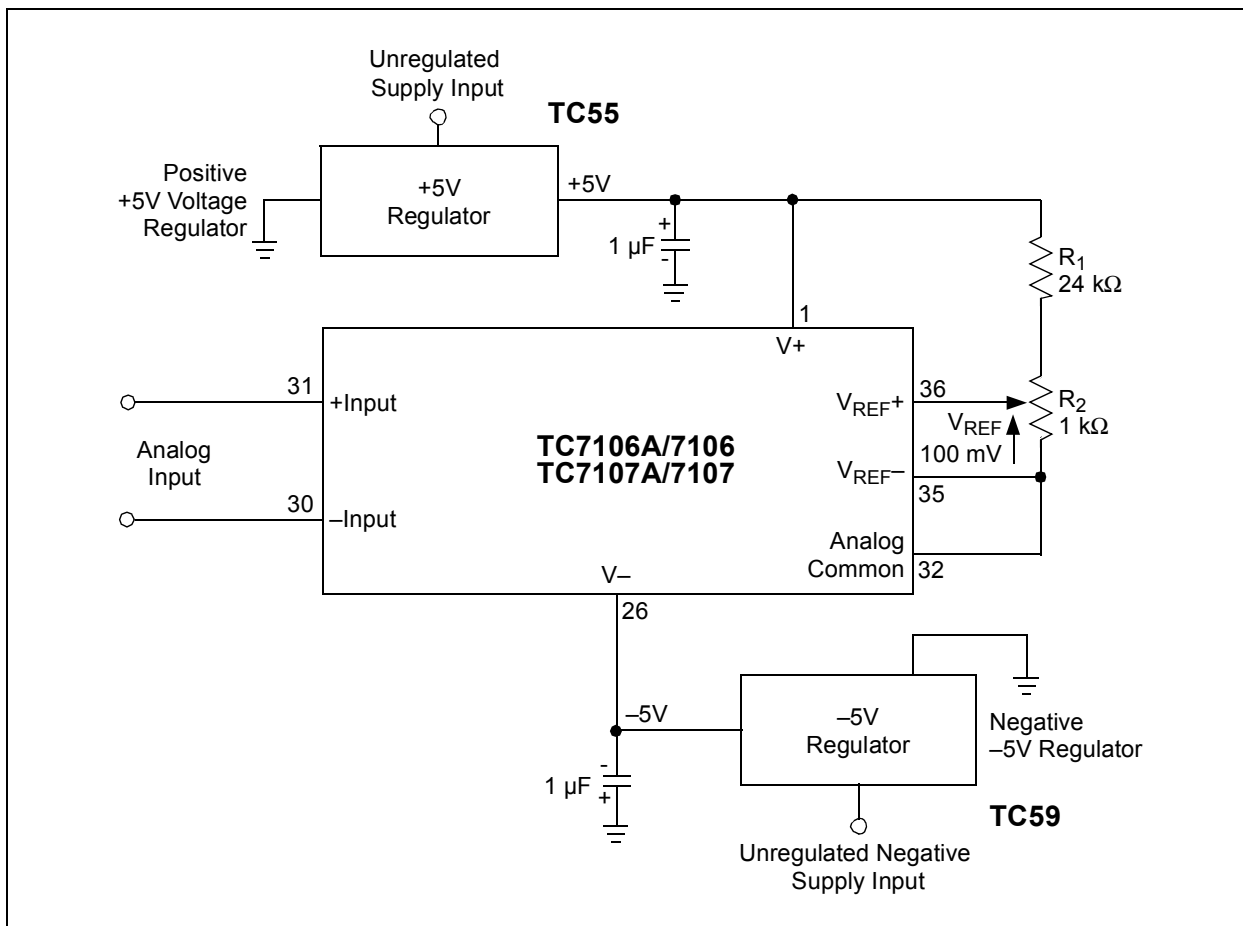 Unregulated
Supply Input
TC55
Positive
+5V Voltage
Regulator
+5V
Regulator
+5V
+
1 µF
-
R1
24 kΩ
1
V+
31
+Input
Analog
Input
30
–Input
TC7106A/7106
TC7107A/7107
VREF+
36
R2
1 kΩ
VREF
100 mV
VREF–
35
Analog
Common
32
V–
26
–5V
-
1 µF
+
–5V
Regulator
Negative
–5V Regulator
TC59
Unregulated Negative
Supply Input